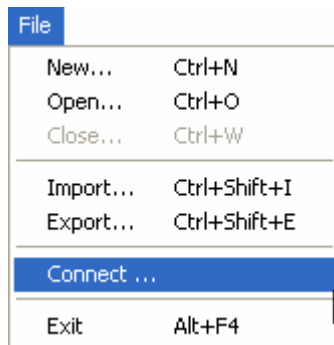 File
New... Ctrl+N
Open... Ctrl+O
Close... Ctrl+W
Import... Ctrl+Shift+I
Export... Ctrl+Shift+E
Connect ...
Exit Alt+F4